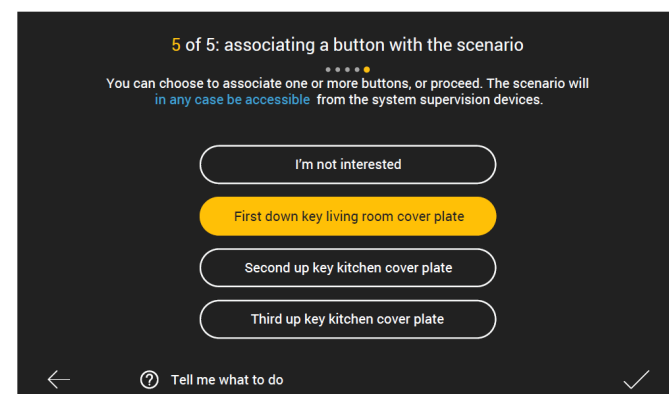 5 of 5: associating a button with the scenario
You can choose to associate one or more buttons, or proceed. The scenario will
in any case be accessible from the system supervision devices.
I'm not interested
First down key living room cover plate
Second up key kitchen cover plate
Third up key kitchen cover plate
? Tell me what to do